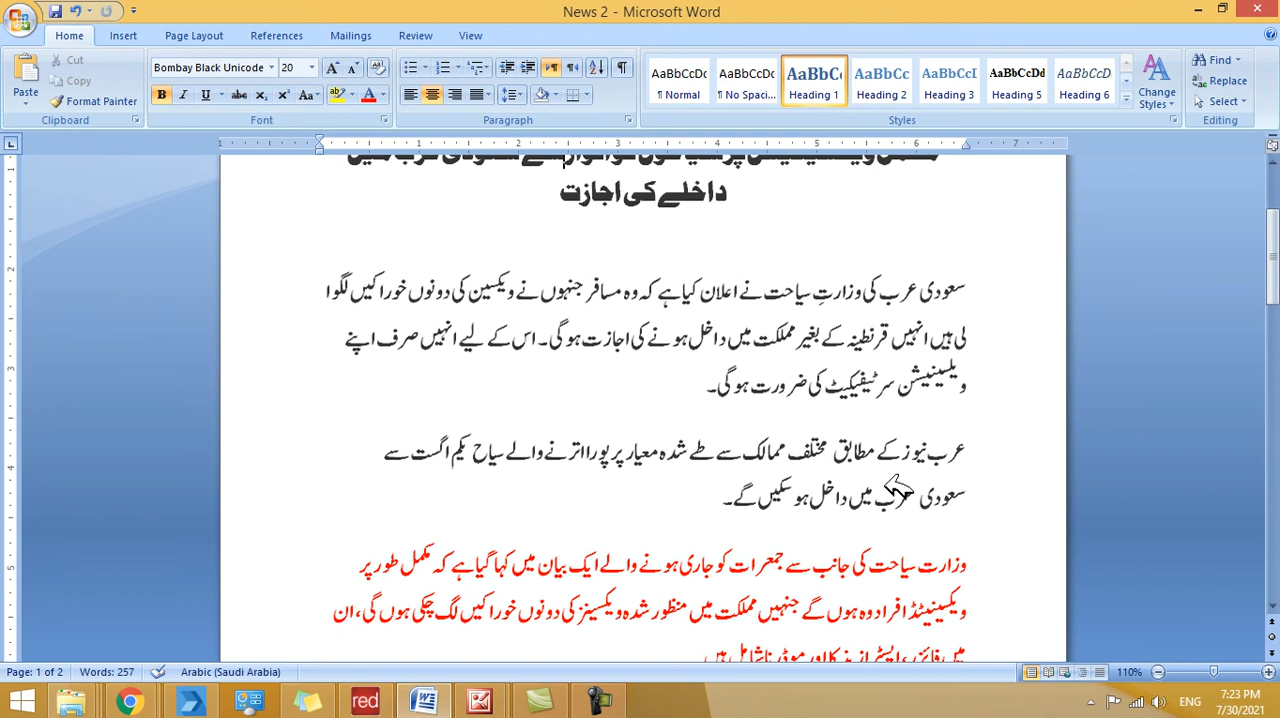 News 2 - Microsoft Word
Home Insert Page Layout References Mailings Review View
Paste
Cut
Copy
Format Painter
Clipboard
Bombay Black Unicode 20
Font
Paragraph
AaBbCcDc AaBbCcDc AaBbC AaBbCc AaBbCcI AaBbCcDd AaBbCcD
¶ Normal ¶ No Spaci... Heading 1 Heading 2 Heading 3 Heading 5 Heading 6
Change Styles
Styles
Find
Replace
Select
Editing
داخلے کی اجازت
سعودی عرب کی وزارتِ سیاحت نے اعلان کیا ہے کہ وہ مسافر جنہوں نے ویکسین کی دونوں خوراکیں لگوا
لی ہیں انہیں قرنطینہ کے بغیر مملکت میں داخل ہونے کی اجازت ہوگی۔ اس کے لیے انہیں صرف اپنے
ویکسینیشن سرٹیفیکیٹ کی ضرورت ہوگی۔
عرب نیوز کے مطابق مختلف ممالک سے طے شدہ معیار پر پورا اترنے والے سیاح یکم اگست سے
سعودی عرب میں داخل ہو سکیں گے۔
وزارت سیاحت کی جانب سے جمعرات کو جاری ہونے والے ایک بیان میں کہا گیا ہے کہ مکمل طور پر
ویکسینیٹڈ افراد وہ ہوں گے جنہیں مملکت میں منظور شدہ ویکسینز کی دونوں خوراکیں لگ چکی ہوں گی، ان
Page: 1 of 2 Words: 257 Arabic (Saudi Arabia) 110%
red
ENG
7:23 PM
7/30/2021